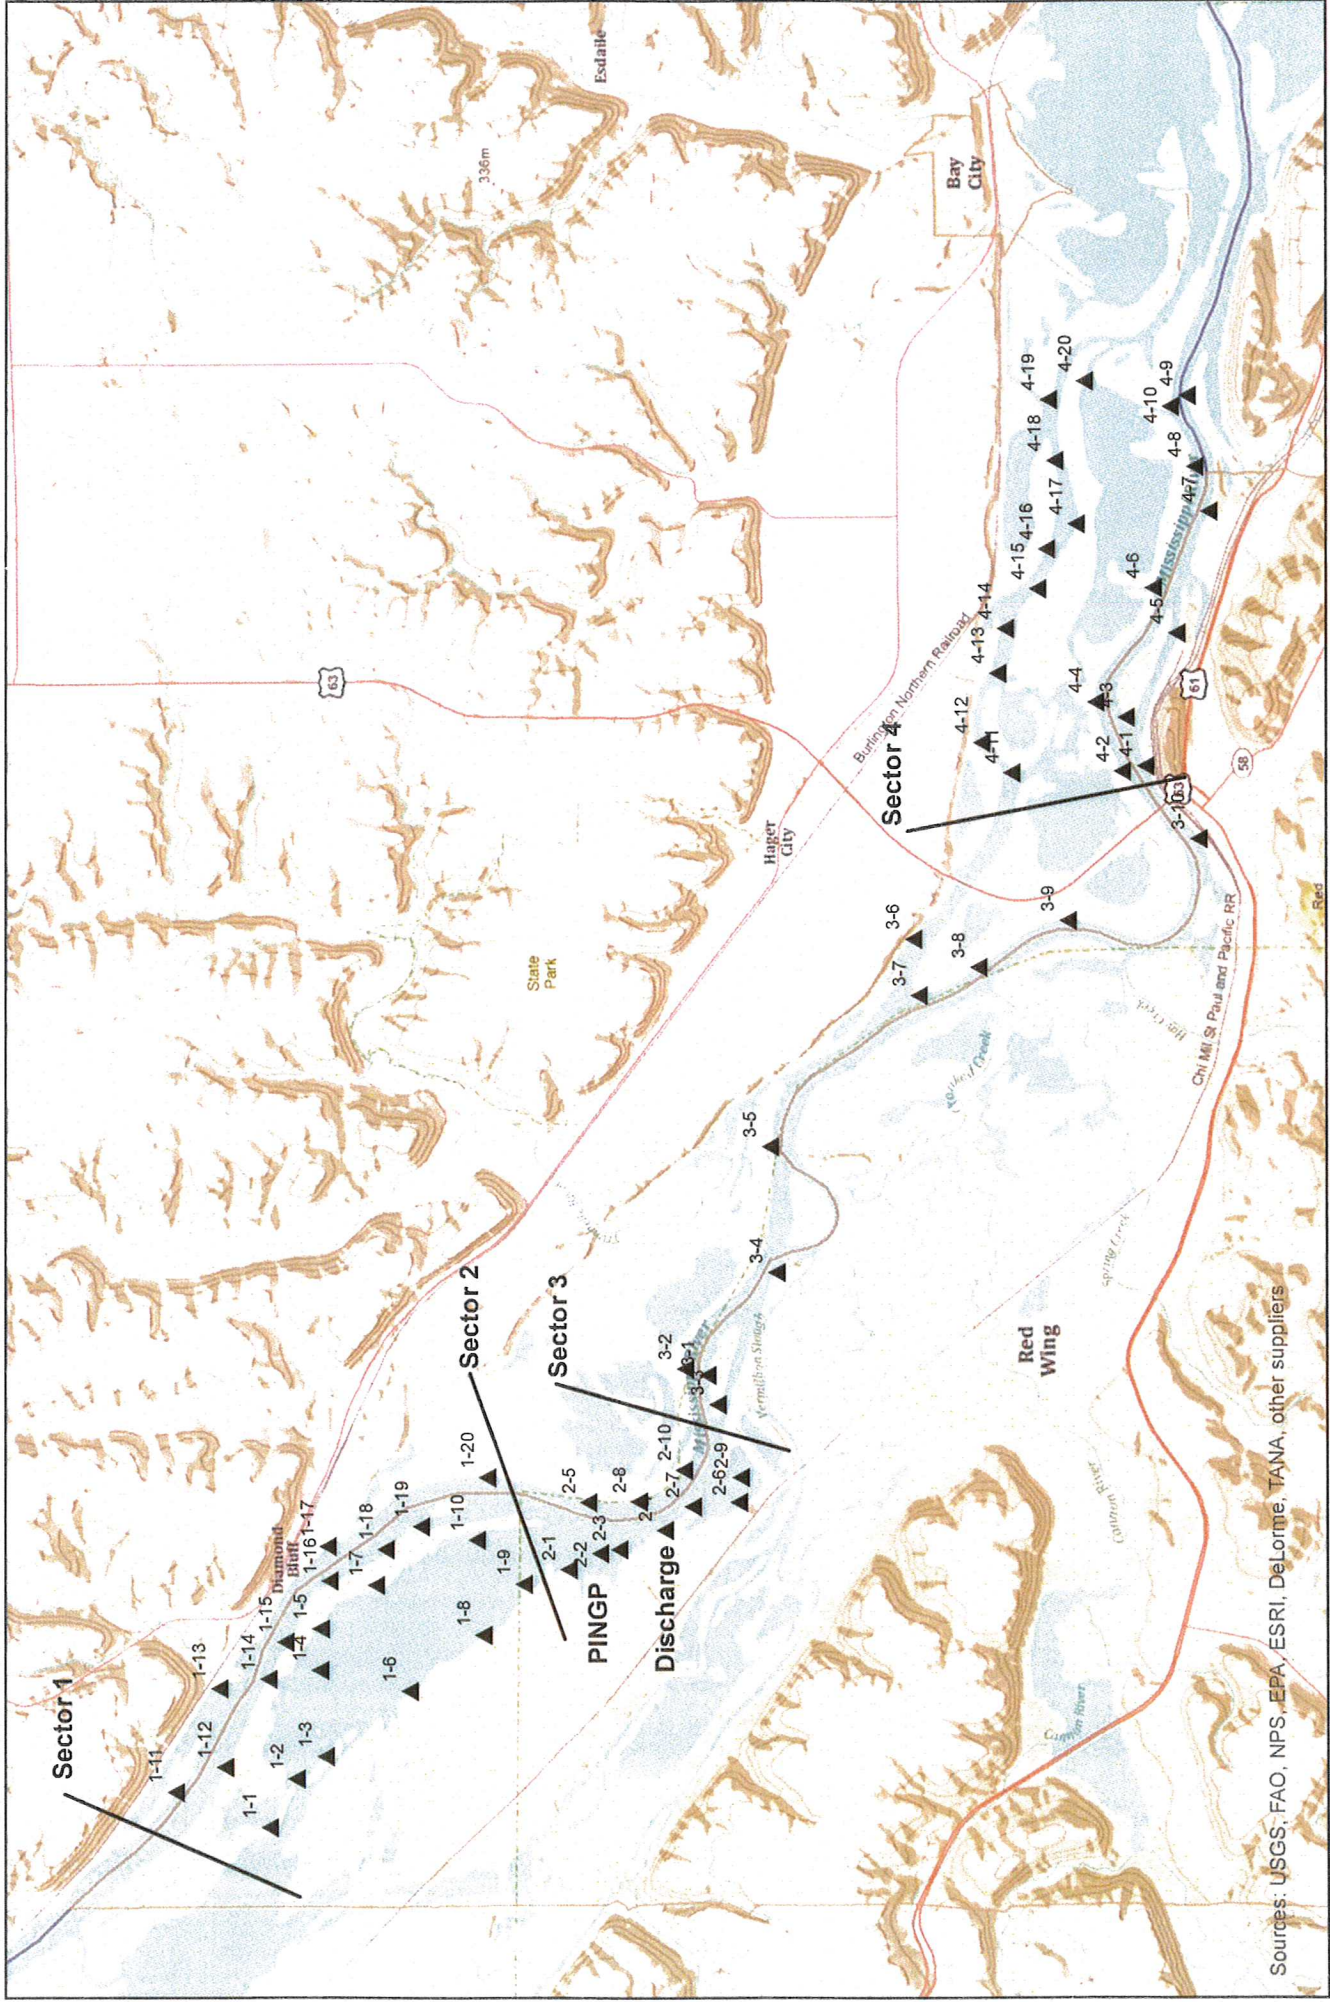 Sector 1
1-11
1-12
1-13
1-1
1-2
1-3
1-14
1-15
1-4
1-5
1-6
Diamond
Bluff
1-16
1-17
1-7
1-18
1-19
1-8
1-9
1-10
1-20
Sector 2
2-1
2-2
2-3
2-5
2-8
PINGP
Discharge
2-7
2-10
2-6
2-9
Sector 3
3-2
3-1
3-3
Vermillion Slough
3-4
3-5
3-7
3-6
3-8
3-9
3-10
State
Park
Hager
City
Burlington Northern Railroad
63
336m
Esdaile
Bay
City
Sector 4
4-11
4-12
4-13
4-14
4-15
4-16
4-17
4-18
4-19
4-20
4-2
4-1
4-3
4-4
4-5
4-6
Mississippi
4-7
4-8
4-10
4-9
63
61
58
Red
Chi Mil St Paul and Pacific RR
Hay Creek
Spring Creek
Red
Wing
Cannon River
Cannon River
Sources: USGS, FAO, NPS, EPA, ESRI, DeLorme, TANA, other suppliers